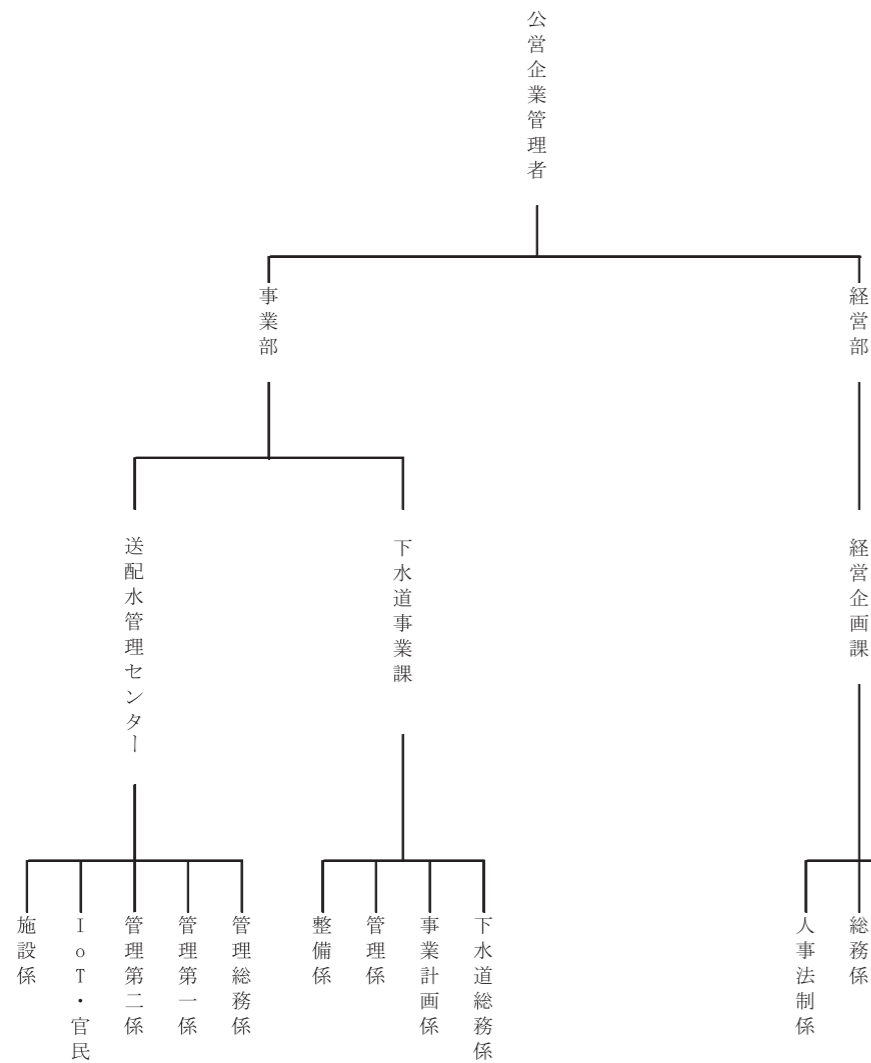 公営企業管理者
経営部
事業部
経営企画課
下水道事業課
送配水管理センター
総務係
人事法制係
下水道総務係
事業計画係
管理係
整備係
管理総務係
管理第一係
管理第二係
IoT・官民
施設係